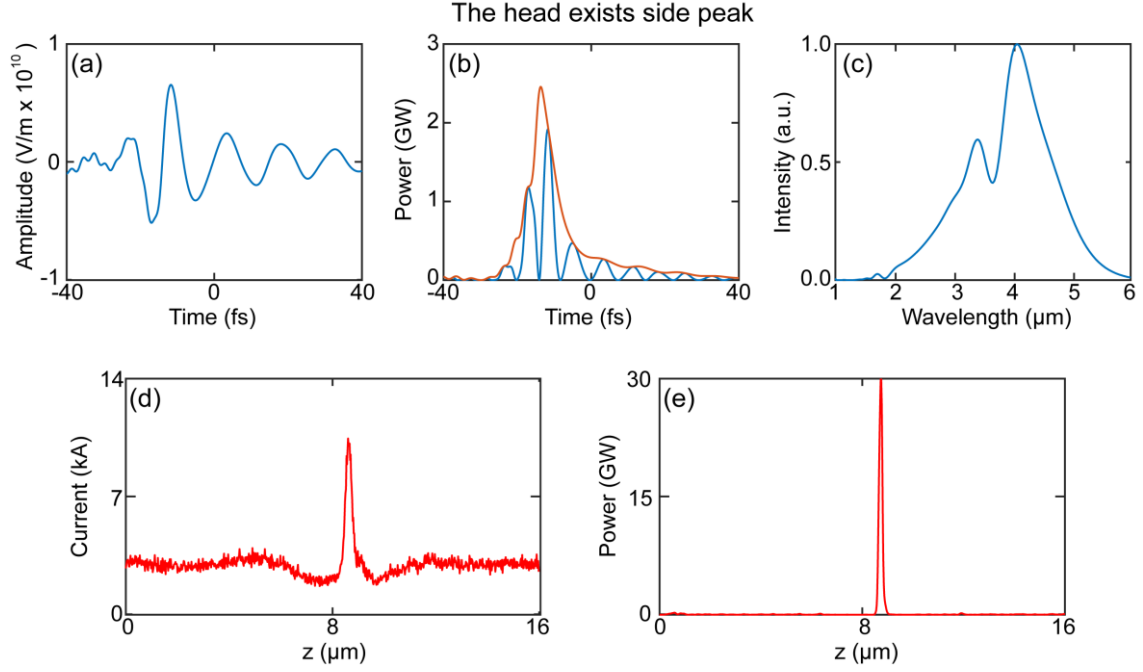 The head exists side peak
(a)
Amplitude (V/m x 10^10)
1
0
-1
-40
0
40
Time (fs)
(b)
Power (GW)
3
2
1
0
-40
0
40
Time (fs)
(c)
Intensity (a.u.)
1.0
0.5
0.0
1
2
3
4
5
6
Wavelength (μm)
(d)
Current (kA)
14
7
0
0
8
16
z (μm)
(e)
Power (GW)
30
15
0
0
8
16
z (μm)